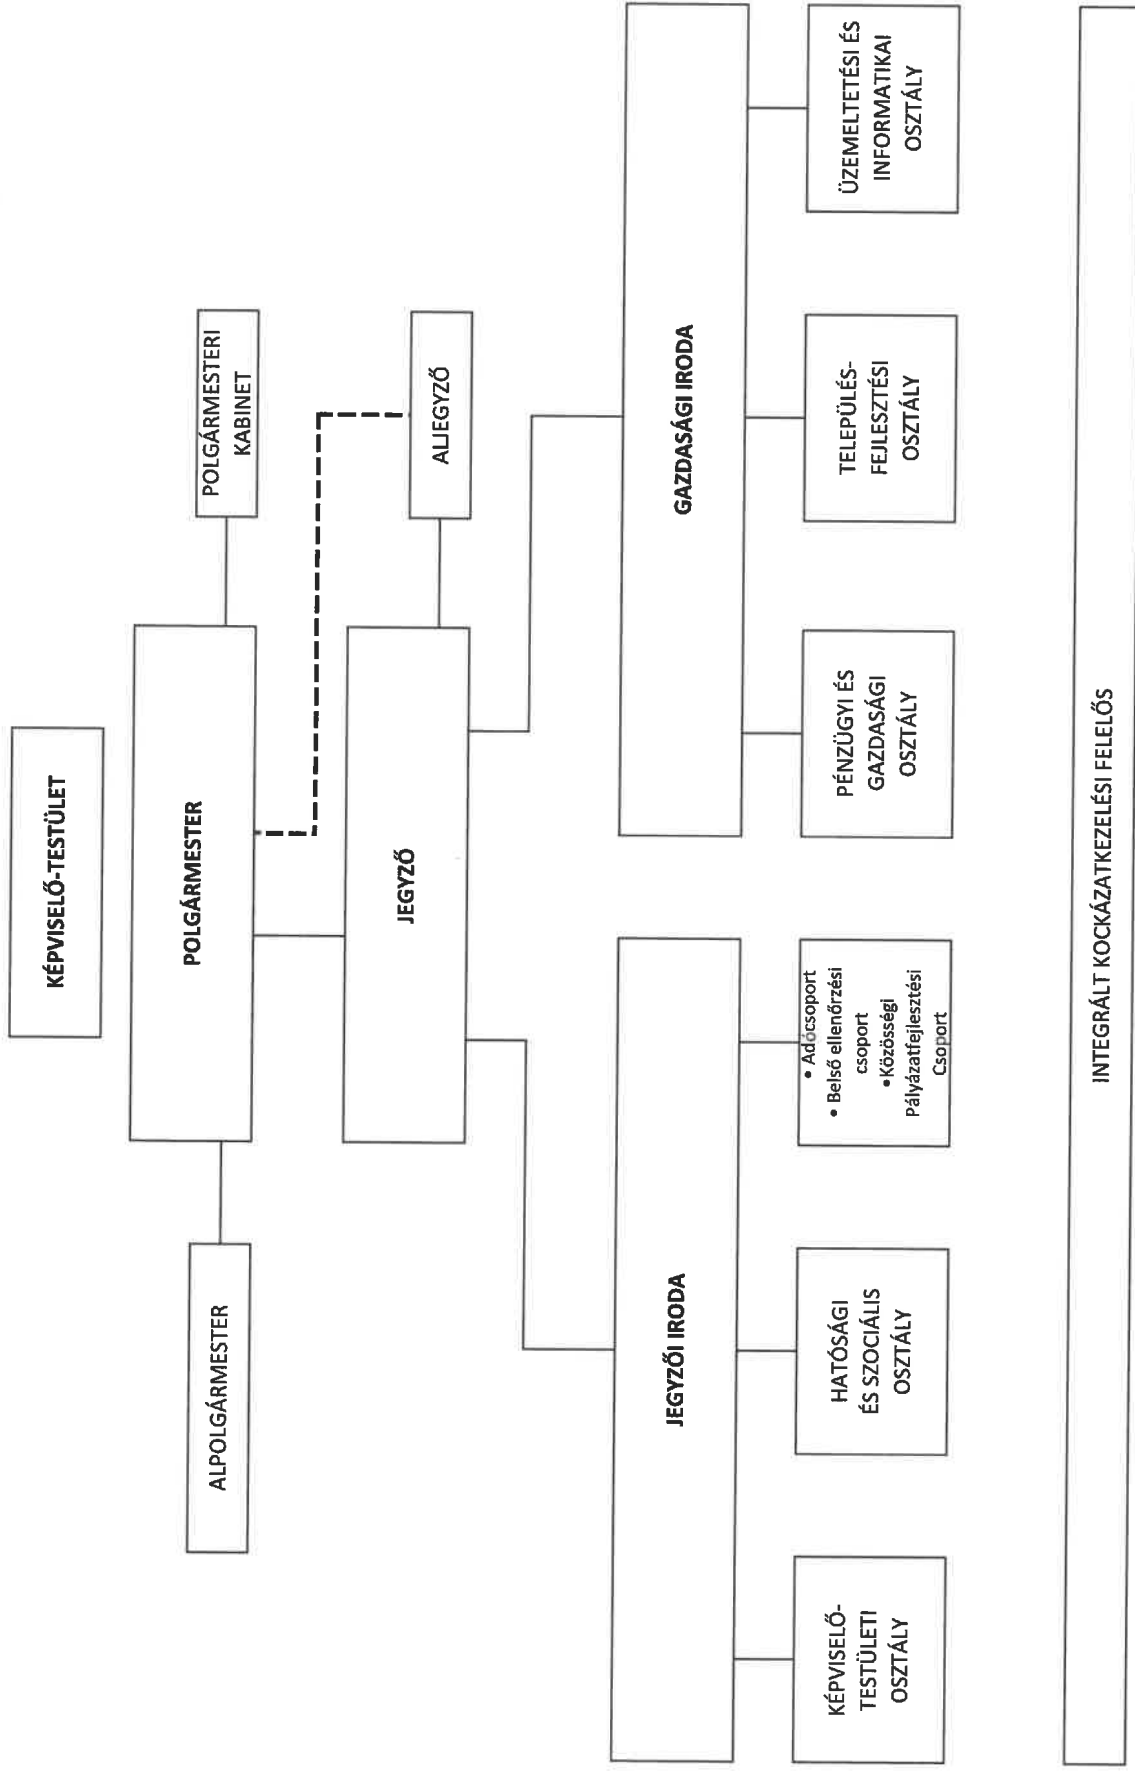 KÉPVISELŐ-TESTÜLET
ALPOLGÁRMESTER
POLGÁRMESTER
POLGÁRMESTERI
KABINET
JEGYZŐ
ALJEGYZŐ
JEGYZŐI IRODA
GAZDASÁGI IRODA
KÉPVISELŐ-
TESTÜLETI
OSZTÁLY
HATÓSÁGI
ÉS SZOCIÁLIS
OSZTÁLY
• Adócsoport
• Belső ellenőrzési
csoport
•Közösségi
Pályázatfejlesztési
Csoport
PÉNZÜGYI ÉS
GAZDASÁGI
OSZTÁLY
TELEPÜLÉS-
FEJLESZTÉSI
OSZTÁLY
ÜZEMELTETÉSI ÉS
INFORMATIKAI
OSZTÁLY
INTEGRÁLT KOCKÁZATKEZELÉSI FELELŐS